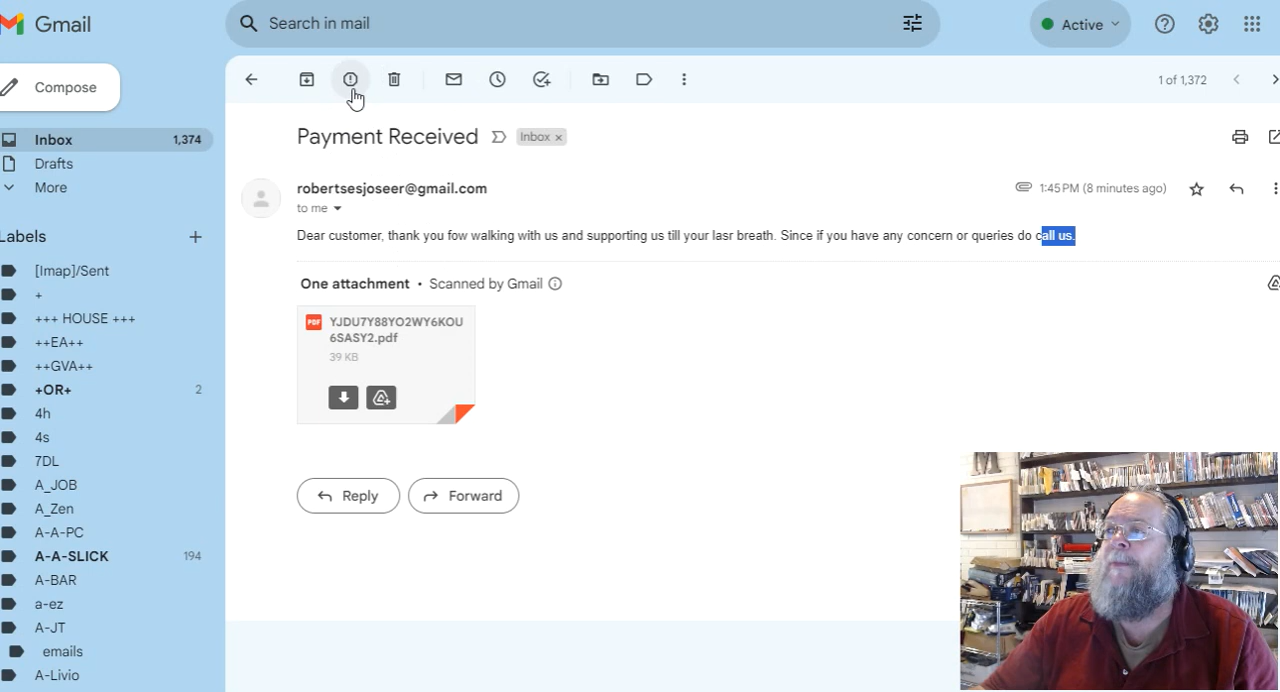 Gmail
Search in mail
Active
Compose
1 of 1,372
Inbox 1,374
Drafts
More
Labels
[Imap]/Sent
+
+++ HOUSE +++
++EA++
++GVA++
+OR+ 2
4h
4s
7DL
A_JOB
A_Zen
A-A-PC
A-A-SLICK 194
A-BAR
a-ez
A-JT
emails
A-Livio
Payment Received
Inbox ×
robertsesjoseer@gmail.com
1:45 PM (8 minutes ago)
to me
Dear customer, thank you fow walking with us and supporting us till your lasr breath. Since if you have any concern or queries do call us.
One attachment • Scanned by Gmail
PDF YJDU7Y88YO2WY6KOU
6SASY2.pdf
39 KB
Reply
Forward